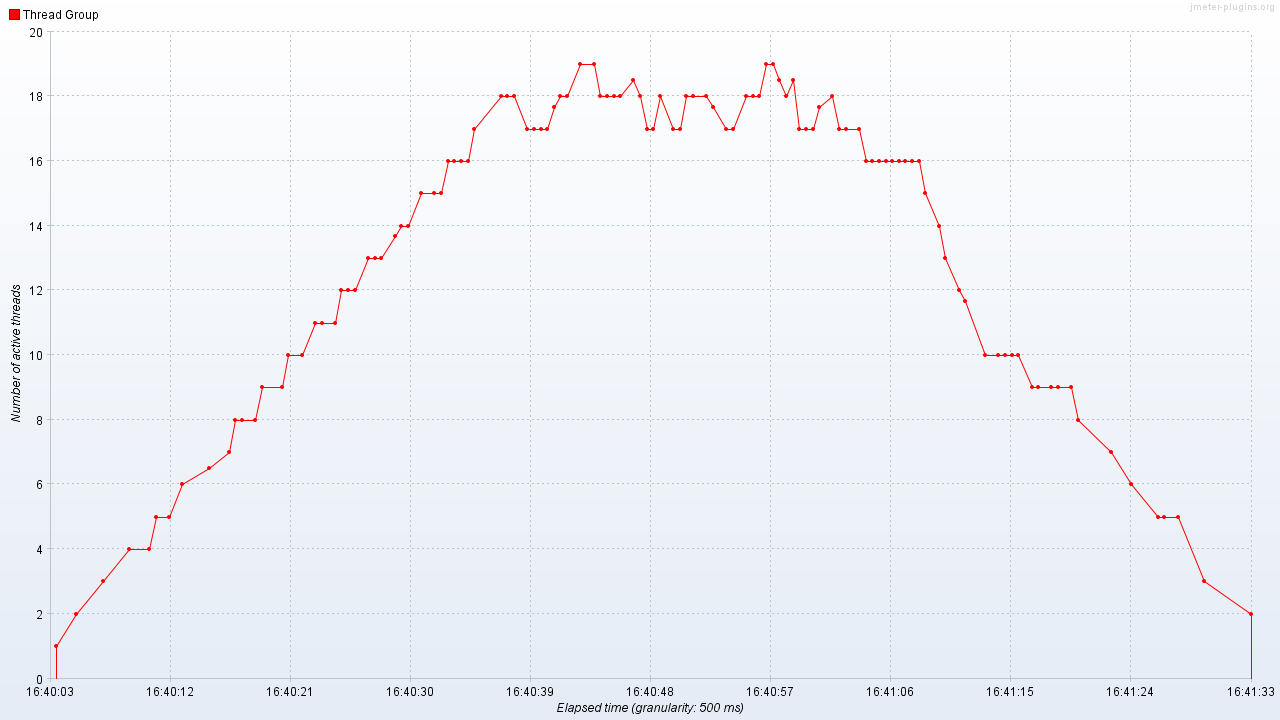 jmeter-plugins.org
Thread Group
20
18
16
14
12
10
8
6
4
2
0
Number of active threads
16:40:03 16:40:12 16:40:21 16:40:30 16:40:39 16:40:48 16:40:57 16:41:06 16:41:15 16:41:24 16:41:33
Elapsed time (granularity: 500 ms)